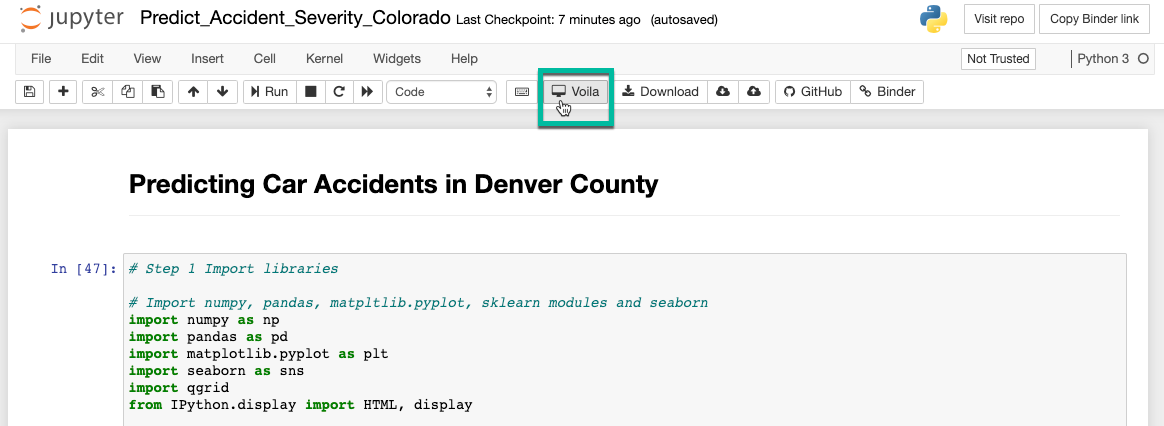 jupyter Predict_Accident_Severity_Colorado Last Checkpoint: 7 minutes ago (autosaved) Visit repo Copy Binder link
File Edit View Insert Cell Kernel Widgets Help Not Trusted Python 3
Run Code Voila Download GitHub Binder
Predicting Car Accidents in Denver County
In [47]: # Step 1 Import libraries
# Import numpy, pandas, matpltlib.pyplot, sklearn modules and seaborn
import numpy as np
import pandas as pd
import matplotlib.pyplot as plt
import seaborn as sns
import qgrid
from IPython.display import HTML, display